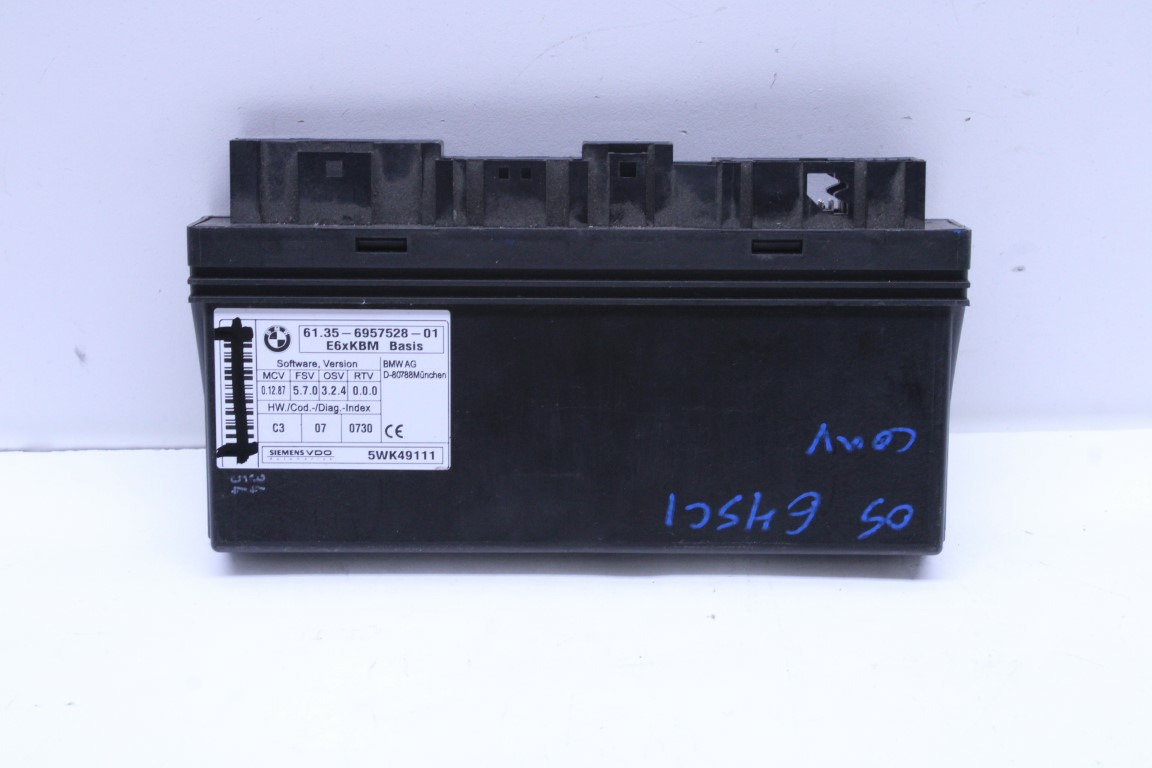 61.35-6957528-01
E6xKBM Basis
Software, Version
MCV FSV OSV RTV
0.12.87 5.7.0 3.2.4 0.0.0
BMW AG
D-80788München
HW./Cod.-/Diag.-Index
C3 07 0730
CE
SIEMENS VDO
5WK49111
05 645CI
Conv